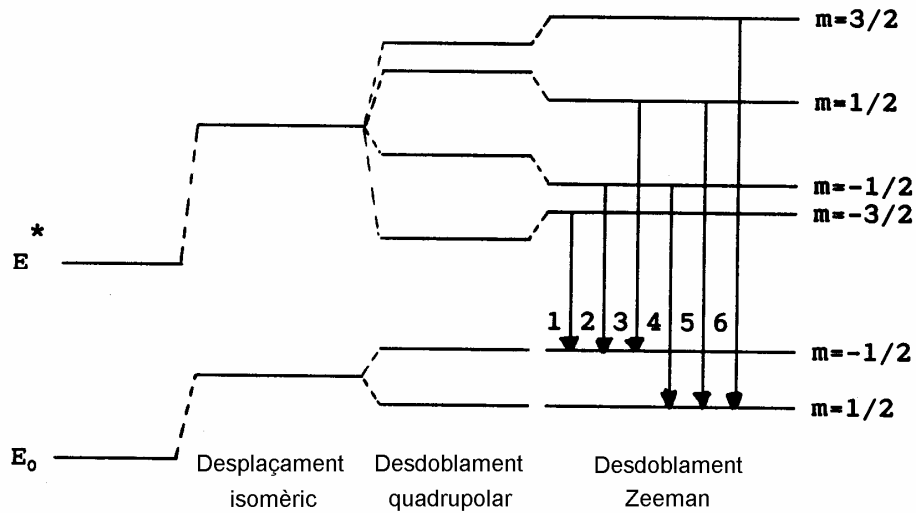 m=3/2
m=1/2
m=-1/2
m=-3/2
E*
1 2 3 4 5 6
m=-1/2
m=1/2
E₀
Desplaçament
isomèric
Desdoblament
quadrupolar
Desdoblament
Zeeman